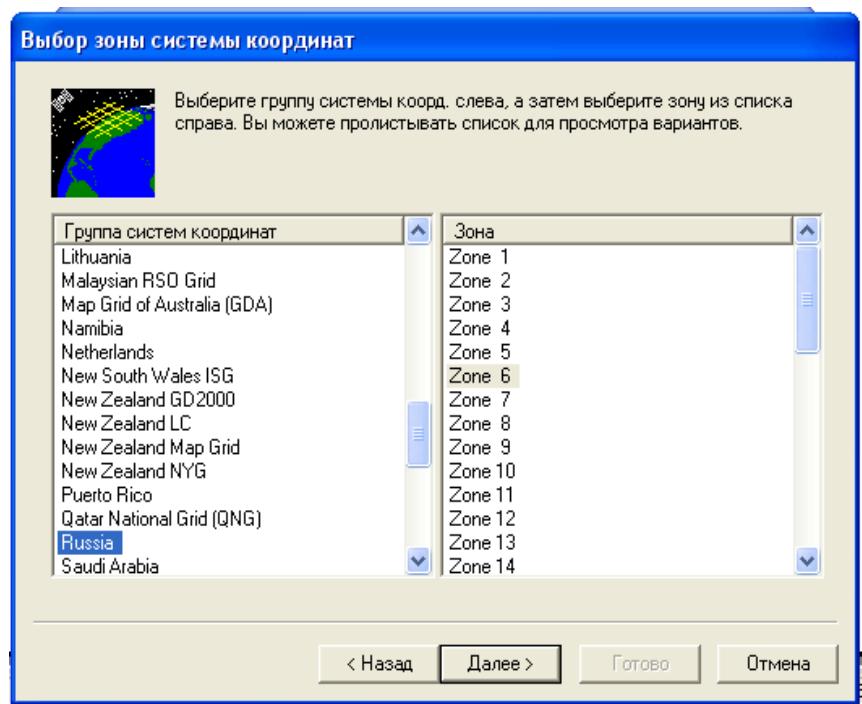 Выбор зоны системы координат
Выберите группу системы коорд. слева, а затем выберите зону из списка
справа. Вы можете пролистывать список для просмотра вариантов.
Группа систем координат
Lithuania
Malaysian RSO Grid
Map Grid of Australia (GDA)
Namibia
Netherlands
New South Wales ISG
New Zealand GD2000
New Zealand LC
New Zealand Map Grid
New Zealand NYG
Puerto Rico
Qatar National Grid (QNG)
Russia
Saudi Arabia
Зона
Zone 1
Zone 2
Zone 3
Zone 4
Zone 5
Zone 6
Zone 7
Zone 8
Zone 9
Zone 10
Zone 11
Zone 12
Zone 13
Zone 14
< Назад
Далее >
Готово
Отмена